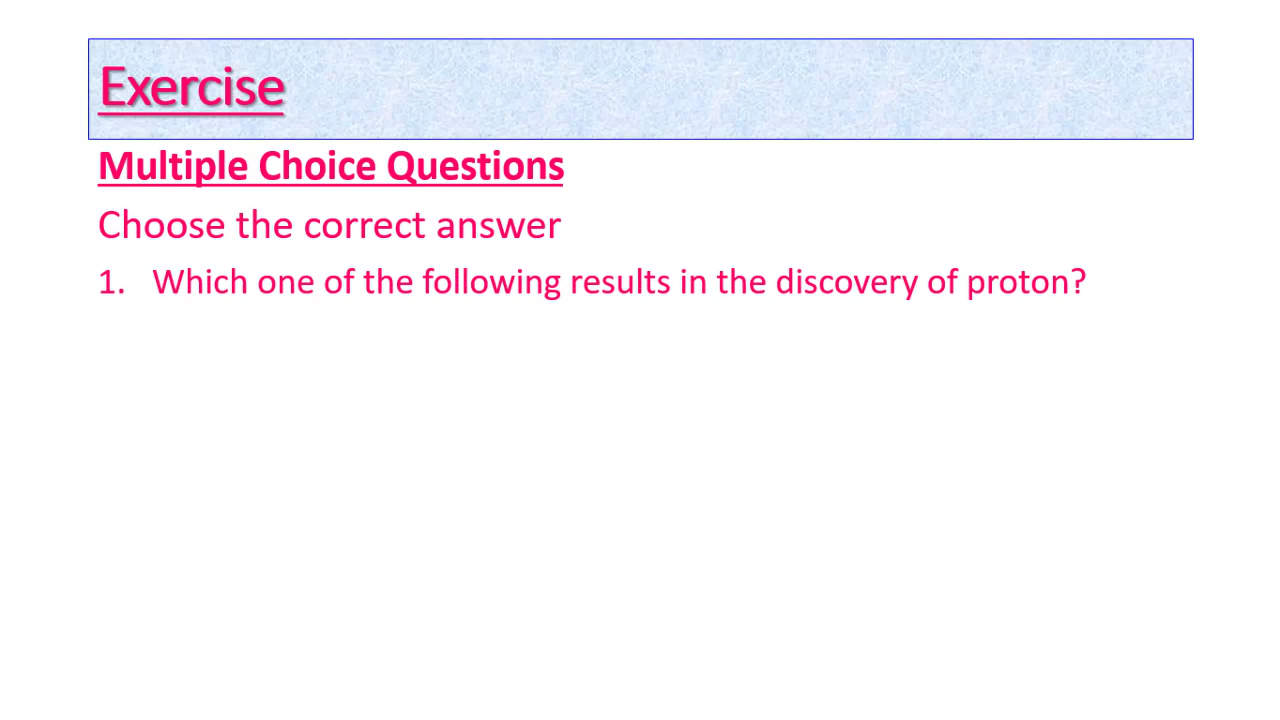 Exercise
Multiple Choice Questions
Choose the correct answer
1. Which one of the following results in the discovery of proton?